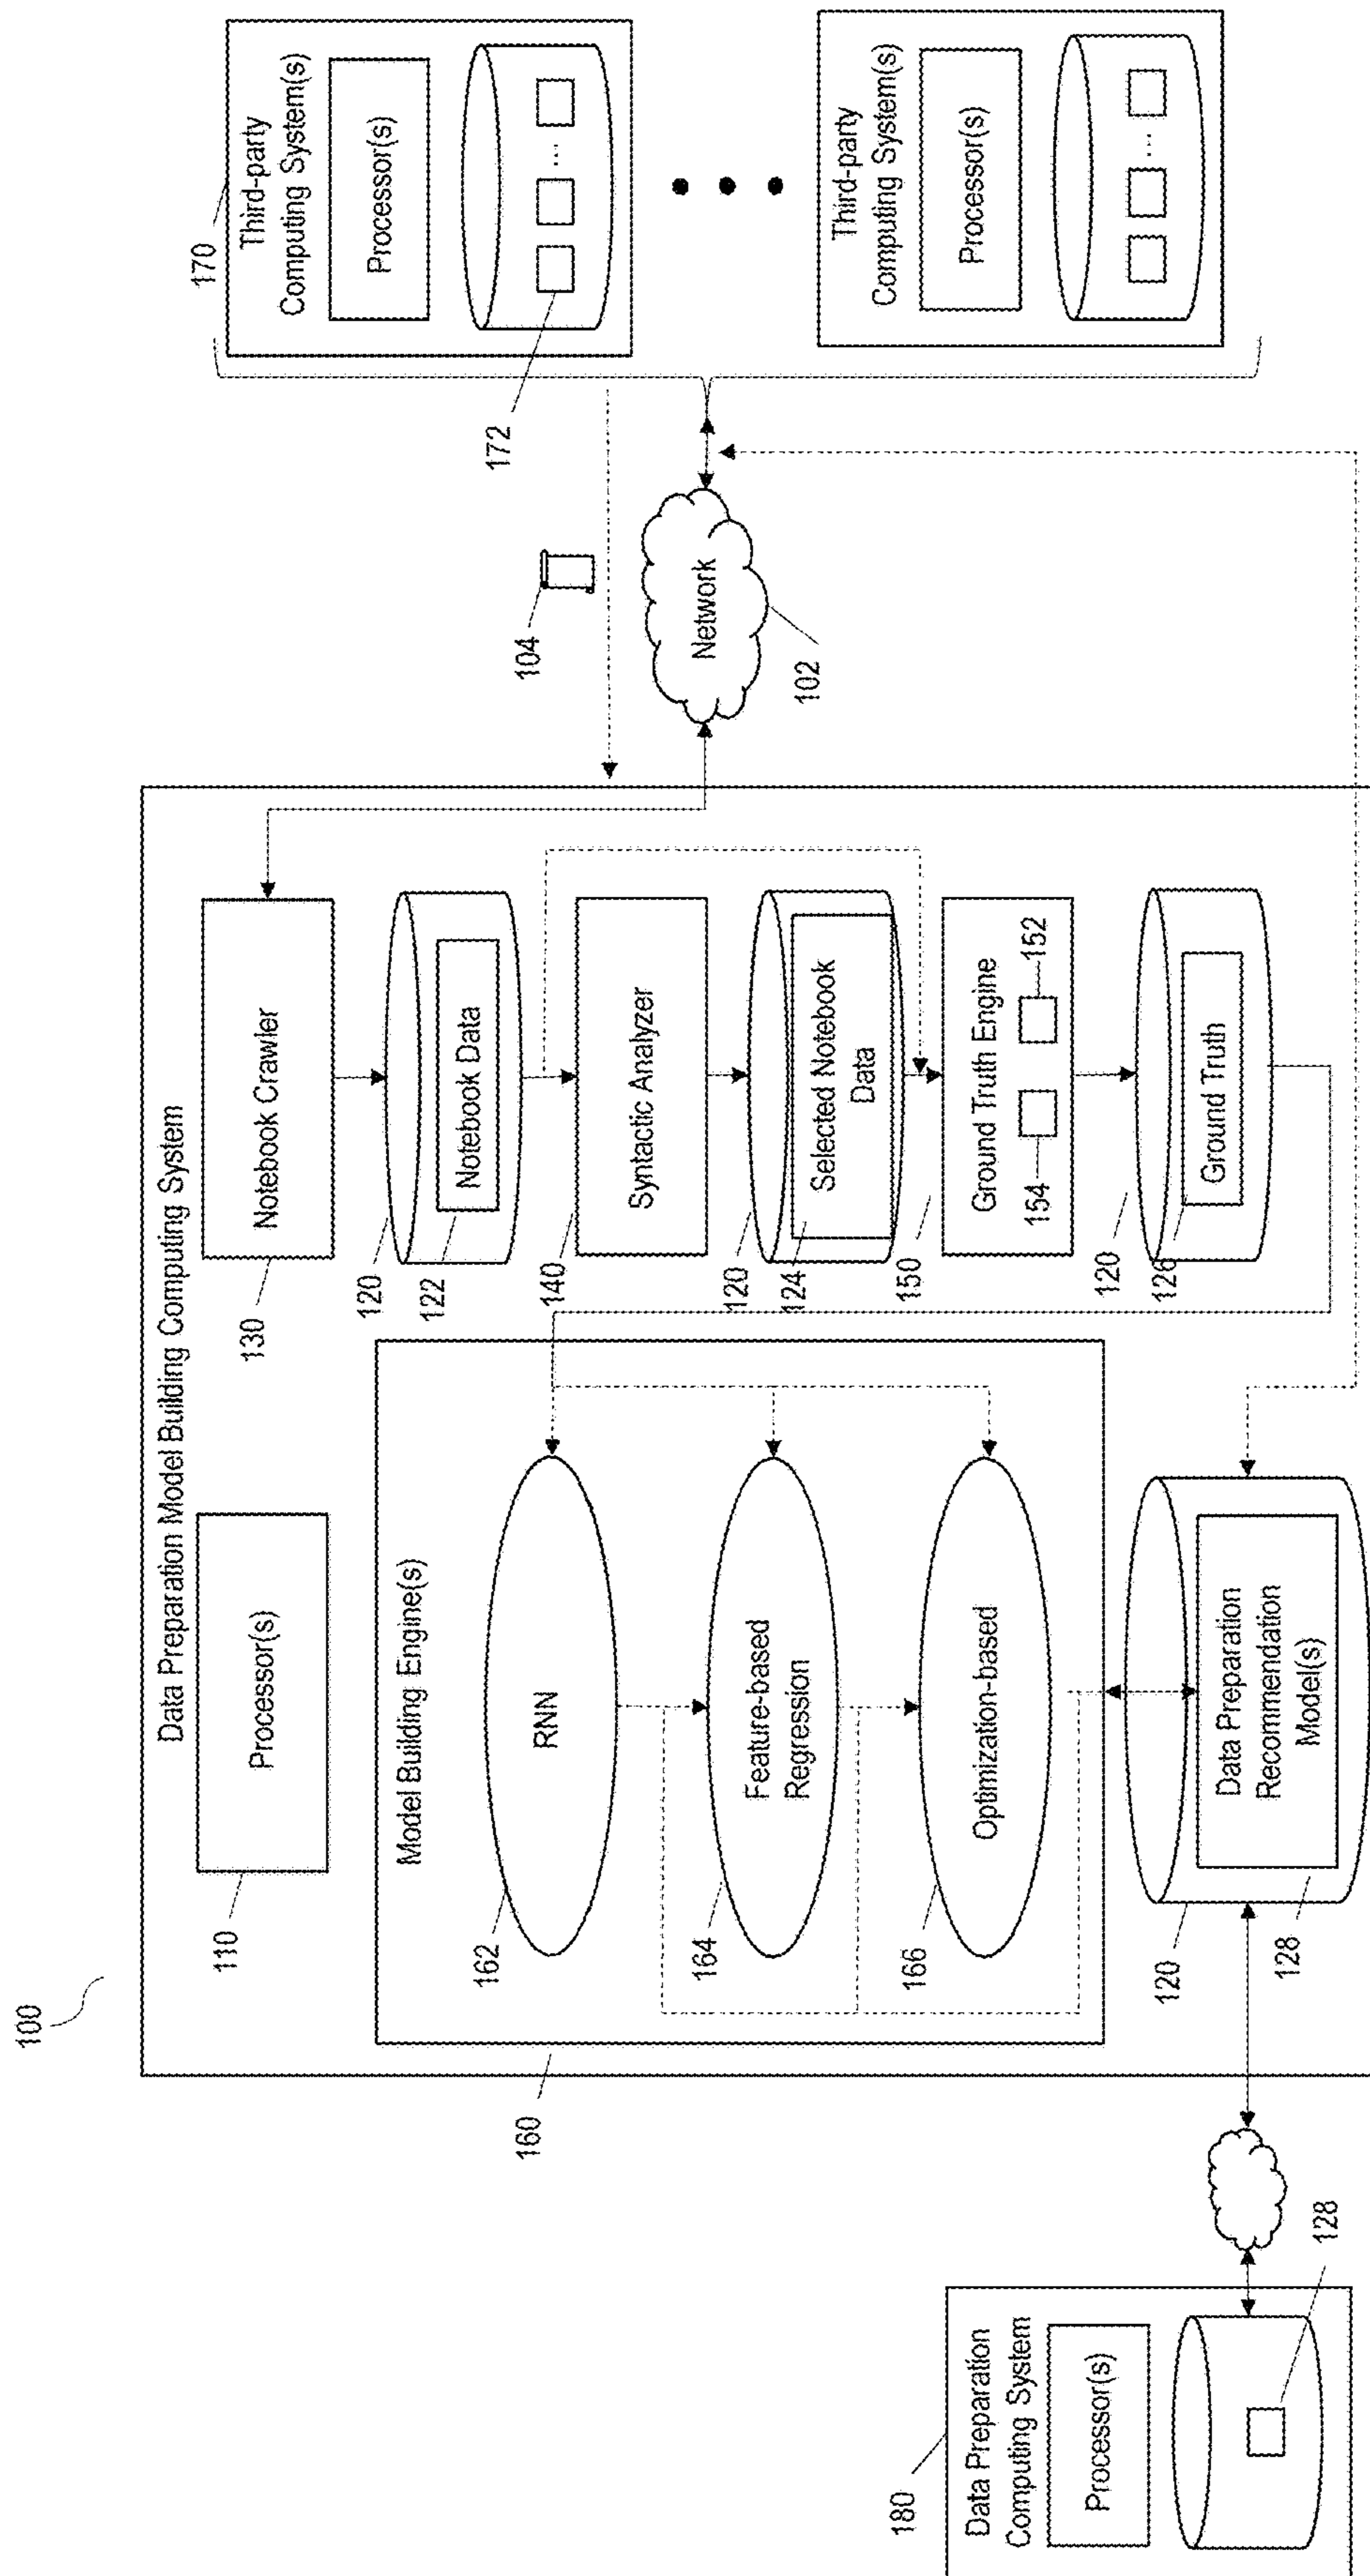 100
Data Preparation Model Building Computing System
110
Processor(s)
130
Notebook Crawler
120
122
Notebook Data
140
Syntactic Analyzer
120
124
Selected Notebook
Data
150
Ground Truth Engine
154
152
120
126
Ground Truth
160
Model Building Engine(s)
162
RNN
164
Feature-based
Regression
166
Optimization-based
120
128
Data Preparation
Recommendation
Model(s)
180
Data Preparation
Computing System
Processor(s)
128
104
Network
102
170
Third-party
Computing System(s)
Processor(s)
172
Third-party
Computing System(s)
Processor(s)